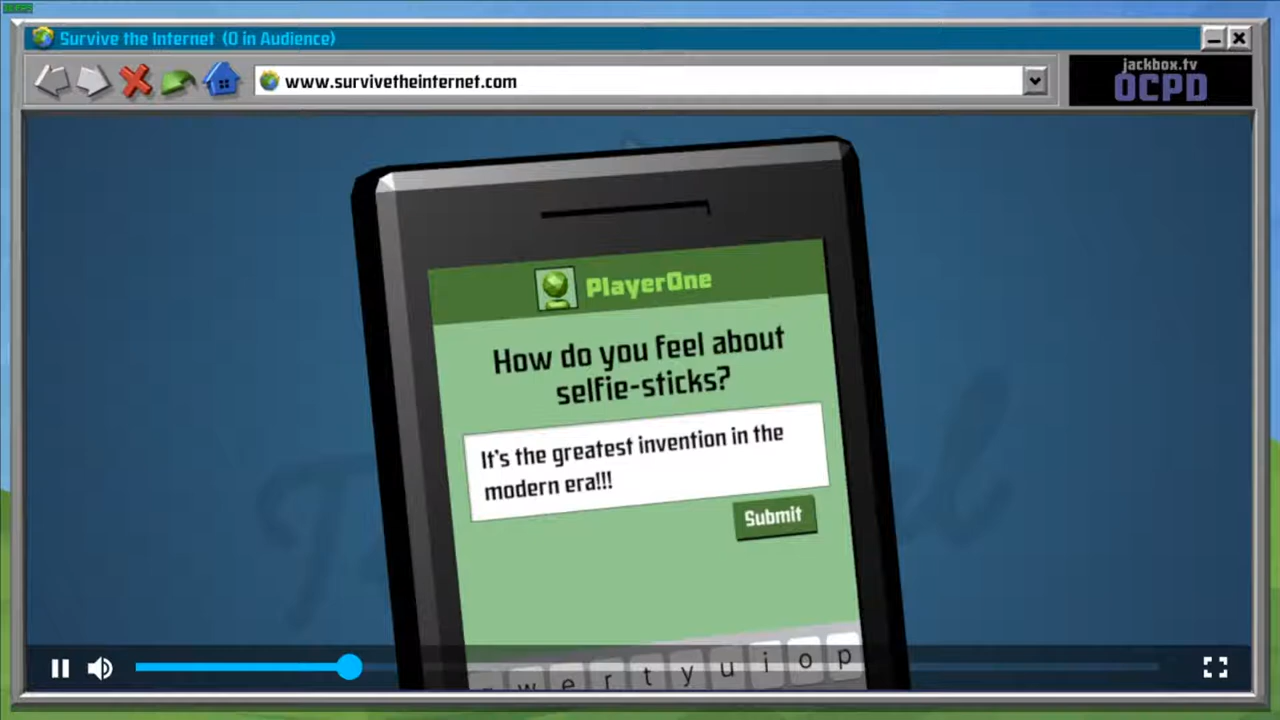 Survive the Internet (0 in Audience)
www.survivetheinternet.com
jackbox.tv
OCPD
PlayerOne
How do you feel about
selfie-sticks?
It's the greatest invention in the
modern era!!!
Submit
w e r t y u i o p